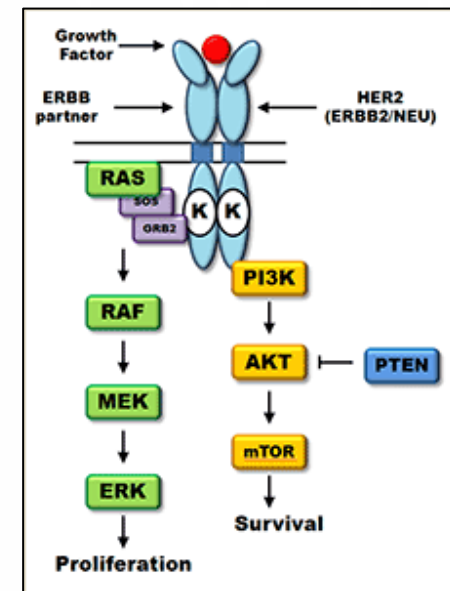 Growth
Factor
ERBB
partner
HER2
(ERBB2/NEU)
RAS
SOS
GRB2
K K
PI3K
RAF
AKT
PTEN
MEK
mTOR
ERK
Survival
Proliferation